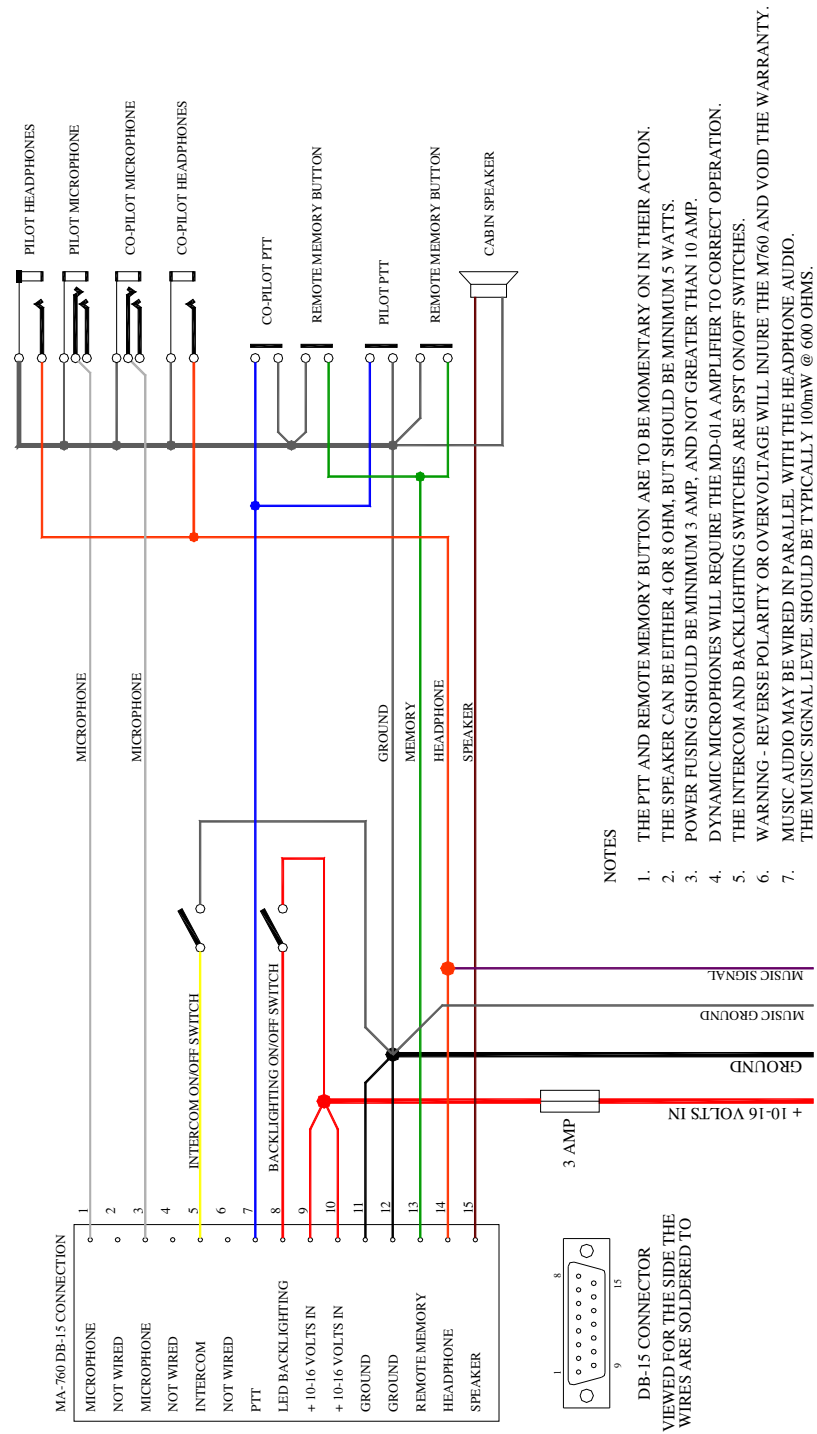 MA-760 DB-15 CONNECTION
MICROPHONE 1
NOT WIRED 2
MICROPHONE 3
NOT WIRED 4
INTERCOM 5
NOT WIRED 6
PTT 7
LED BACKLIGHTING 8
+ 10-16 VOLTS IN 9
+ 10-16 VOLTS IN 10
GROUND 11
GROUND 12
REMOTE MEMORY 13
HEADPHONE 14
SPEAKER 15
INTERCOM ON/OFF SWITCH
BACKLIGHTING ON/OFF SWITCH
MICROPHONE
MICROPHONE
GROUND
MEMORY
HEADPHONE
SPEAKER
PILOT HEADPHONES
PILOT MICROPHONE
CO-PILOT MICROPHONE
CO-PILOT HEADPHONES
CO-PILOT PTT
REMOTE MEMORY BUTTON
PILOT PTT
REMOTE MEMORY BUTTON
CABIN SPEAKER
3 AMP
+ 10-16 VOLTS IN
GROUND
MUSIC GROUND
MUSIC SIGNAL
1
8
9
15
DB-15 CONNECTOR
VIEWED FOR THE SIDE THE
WIRES ARE SOLDERED TO
NOTES
1. THE PTT AND REMOTE MEMORY BUTTON ARE TO BE MOMENTARY ON IN THEIR ACTION.
2. THE SPEAKER CAN BE EITHER 4 OR 8 OHM, BUT SHOULD BE MINIMUM 5 WATTS.
3. POWER FUSING SHOULD BE MINIMUM 3 AMP, AND NOT GREATER THAN 10 AMP.
4. DYNAMIC MICROPHONES WILL REQUIRE THE MD-01A AMPLIFIER TO CORRECT OPERATION.
5. THE INTERCOM AND BACKLIGHTING SWITCHES ARE SPST ON/OFF SWITCHES.
6. WARNING - REVERSE POLARITY OR OVERVOLTAGE WILL INJURE THE M760 AND VOID THE WARRANTY.
7. MUSIC AUDIO MAY BE WIRED IN PARALLEL WITH THE HEADPHONE AUDIO.
THE MUSIC SIGNAL LEVEL SHOULD BE TYPICALLY 100mW @ 600 OHMS.